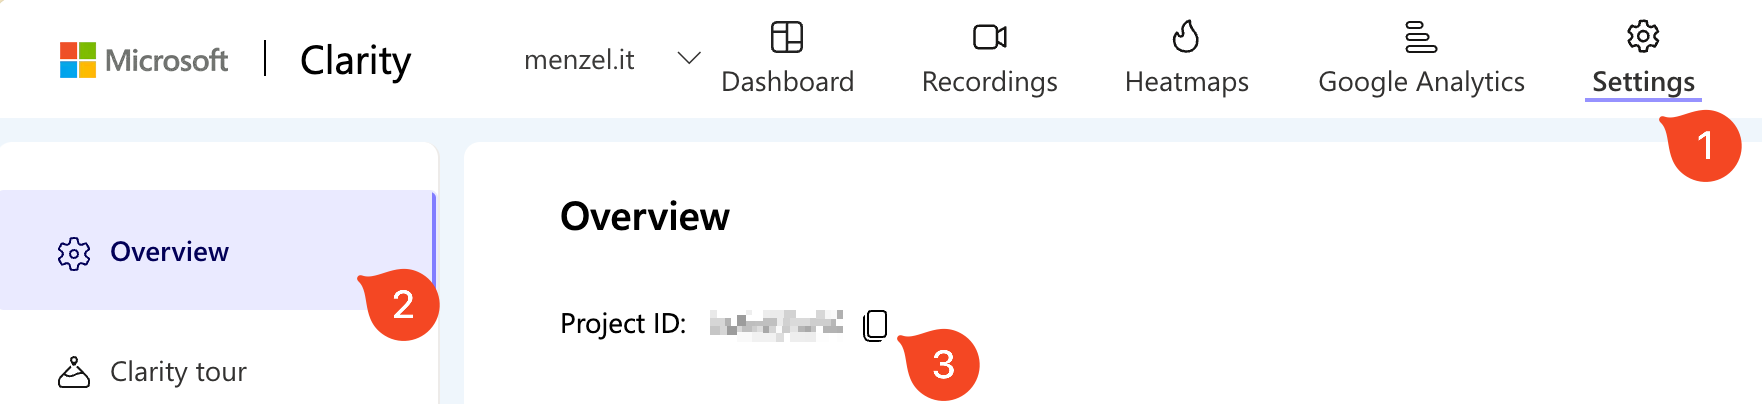 Microsoft | Clarity
menzel.it
Dashboard
Recordings
Heatmaps
Google Analytics
Settings
1
Overview
2
Clarity tour
Overview
Project ID:
3